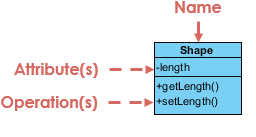 Name
Shape
Attribute(s)
-length
+getLength()
Operation(s)
+setLength()